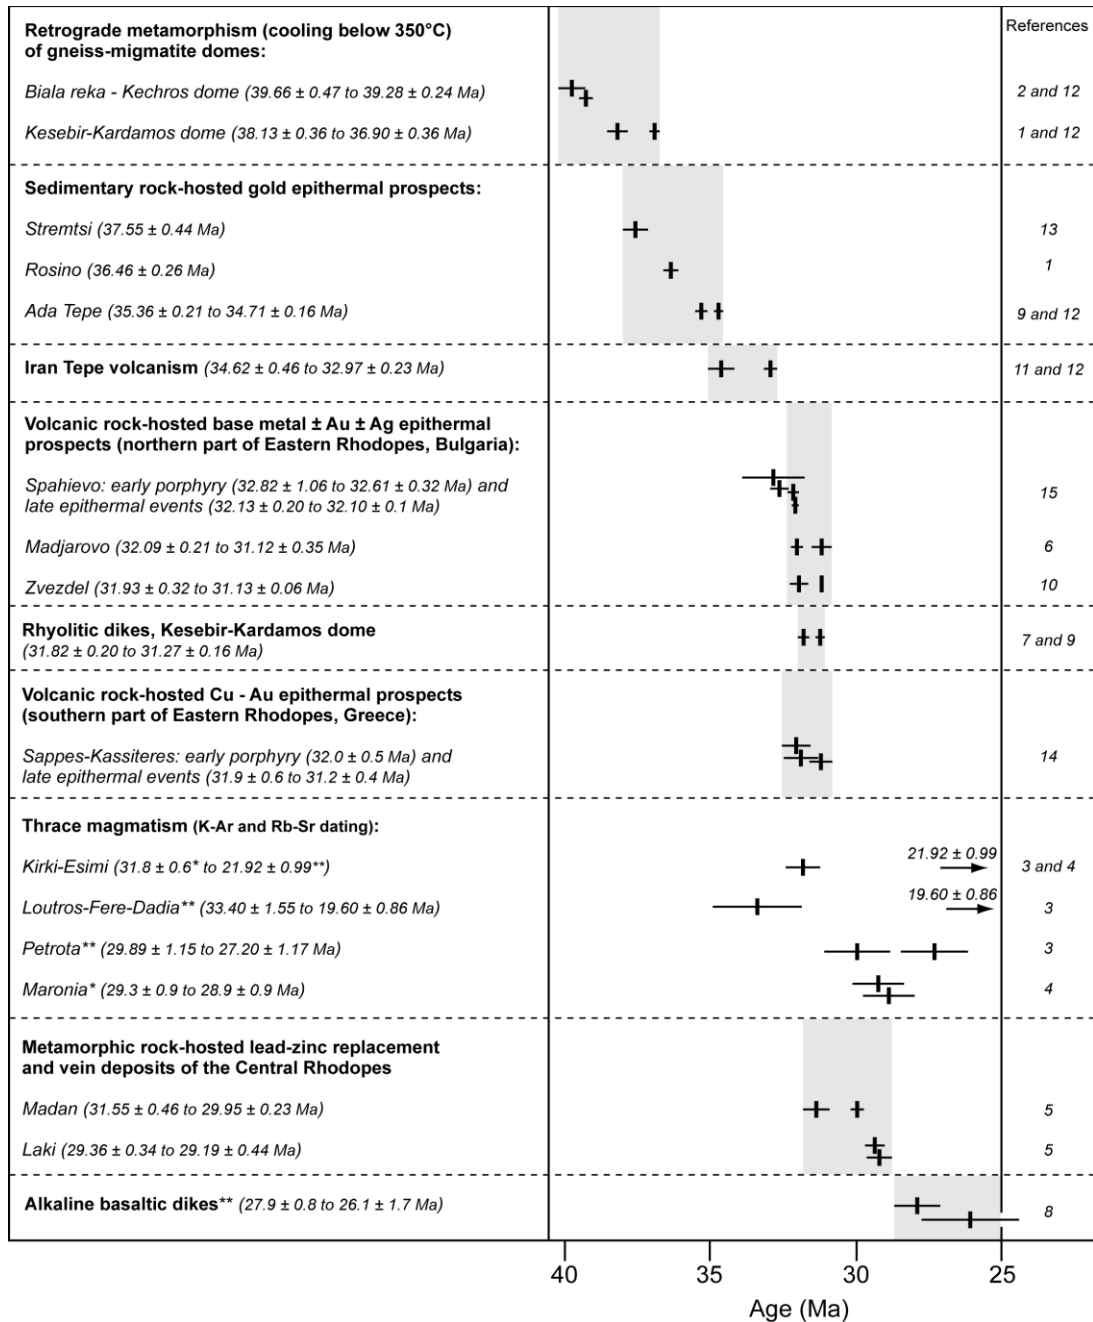 References
Retrograde metamorphism (cooling below 350°C)
of gneiss-migmatite domes:
Biala reka - Kechros dome (39.66 ± 0.47 to 39.28 ± 0.24 Ma)
2 and 12
Kesebir-Kardamos dome (38.13 ± 0.36 to 36.90 ± 0.36 Ma)
1 and 12
Sedimentary rock-hosted gold epithermal prospects:
Stremtsi (37.55 ± 0.44 Ma)
13
Rosino (36.46 ± 0.26 Ma)
1
Ada Tepe (35.36 ± 0.21 to 34.71 ± 0.16 Ma)
9 and 12
Iran Tepe volcanism (34.62 ± 0.46 to 32.97 ± 0.23 Ma)
11 and 12
Volcanic rock-hosted base metal ± Au ± Ag epithermal
prospects (northern part of Eastern Rhodopes, Bulgaria):
Spahievo: early porphyry (32.82 ± 1.06 to 32.61 ± 0.32 Ma) and
late epithermal events (32.13 ± 0.20 to 32.10 ± 0.1 Ma)
15
Madjarovo (32.09 ± 0.21 to 31.12 ± 0.35 Ma)
6
Zvezdel (31.93 ± 0.32 to 31.13 ± 0.06 Ma)
10
Rhyolitic dikes, Kesebir-Kardamos dome
(31.82 ± 0.20 to 31.27 ± 0.16 Ma)
7 and 9
Volcanic rock-hosted Cu - Au epithermal prospects
(southern part of Eastern Rhodopes, Greece):
Sappes-Kassiteres: early porphyry (32.0 ± 0.5 Ma) and
late epithermal events (31.9 ± 0.6 to 31.2 ± 0.4 Ma)
14
Thrace magmatism (K-Ar and Rb-Sr dating):
Kirki-Esimi (31.8 ± 0.6* to 21.92 ± 0.99**)
21.92 ± 0.99
3 and 4
Loutros-Fere-Dadia** (33.40 ± 1.55 to 19.60 ± 0.86 Ma)
19.60 ± 0.86
3
Petrota** (29.89 ± 1.15 to 27.20 ± 1.17 Ma)
3
Maronia* (29.3 ± 0.9 to 28.9 ± 0.9 Ma)
4
Metamorphic rock-hosted lead-zinc replacement
and vein deposits of the Central Rhodopes
Madan (31.55 ± 0.46 to 29.95 ± 0.23 Ma)
5
Laki (29.36 ± 0.34 to 29.19 ± 0.44 Ma)
5
Alkaline basaltic dikes** (27.9 ± 0.8 to 26.1 ± 1.7 Ma)
8
40 35 30 25
Age (Ma)